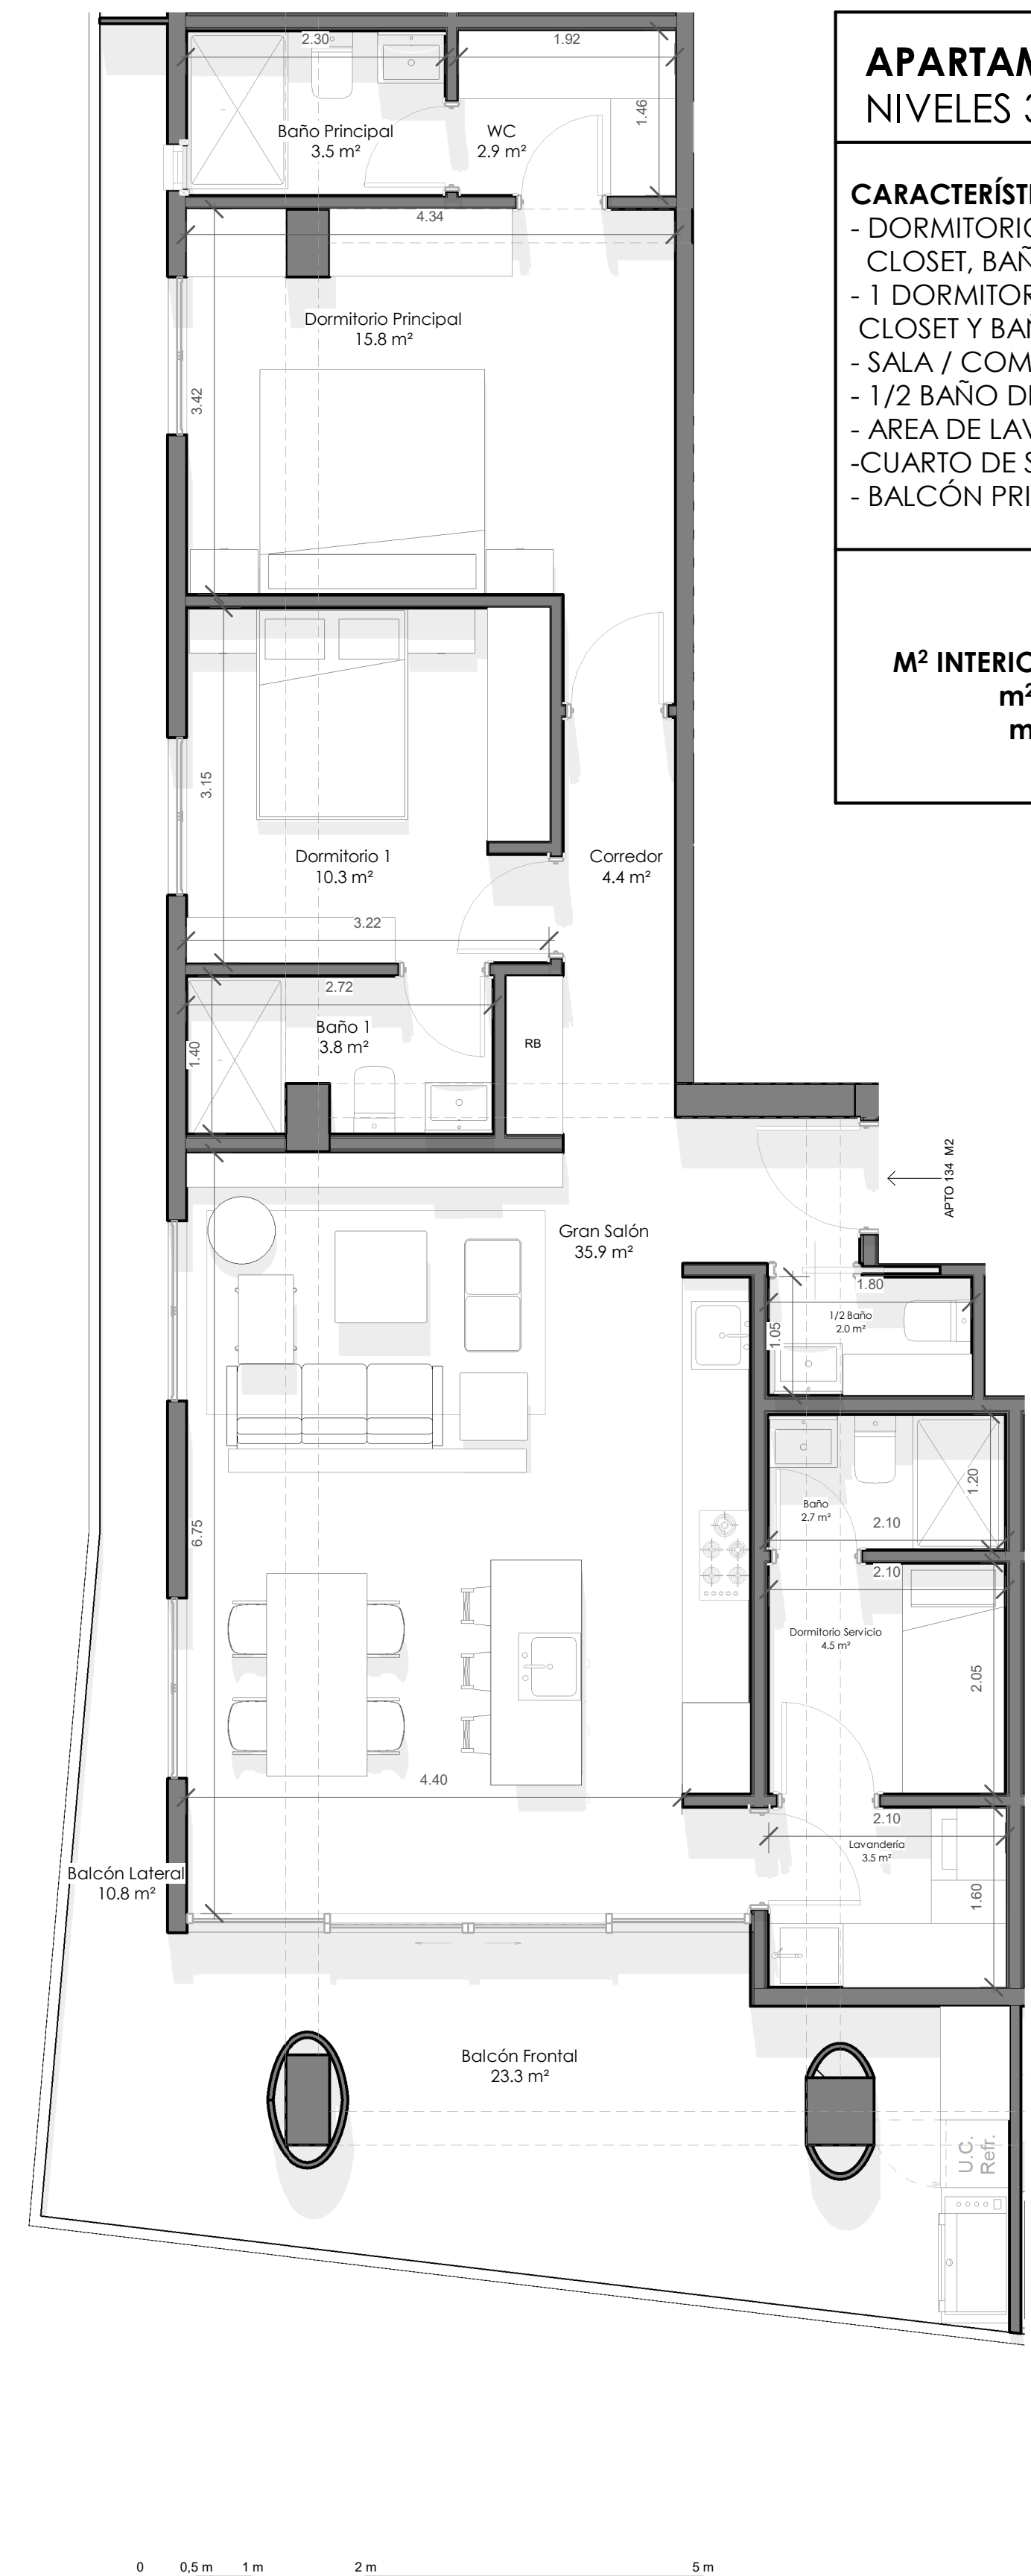 2.30
1.92
1.46
Baño Principal
3.5 m²
WC
2.9 m²
4.34
Dormitorio Principal
15.8 m²
3.42
3.15
Dormitorio 1
10.3 m²
Corredor
4.4 m²
3.22
2.72
Baño 1
3.8 m²
1.40
RB
APTO 134 M2
Gran Salón
35.9 m²
1.80
1/2 Baño
2.0 m²
1.05
Baño
2.7 m²
1.20
2.10
2.10
6.75
Dormitorio Servicio
4.5 m²
2.05
4.40
2.10
Lavandería
3.5 m²
1.60
Balcón Lateral
10.8 m²
Balcón Frontal
23.3 m²
U.C.
Refr.
0 0,5 m 1 m 2 m 5 m
APARTAM
NIVELES 3
CARACTERÍSTI
- DORMITORIO
CLOSET, BAÑ
- 1 DORMITOR
CLOSET Y BAÑ
- SALA / COM
- 1/2 BAÑO DE
- AREA DE LAV
-CUARTO DE S
- BALCÓN PRI
M² INTERIO
m²
m